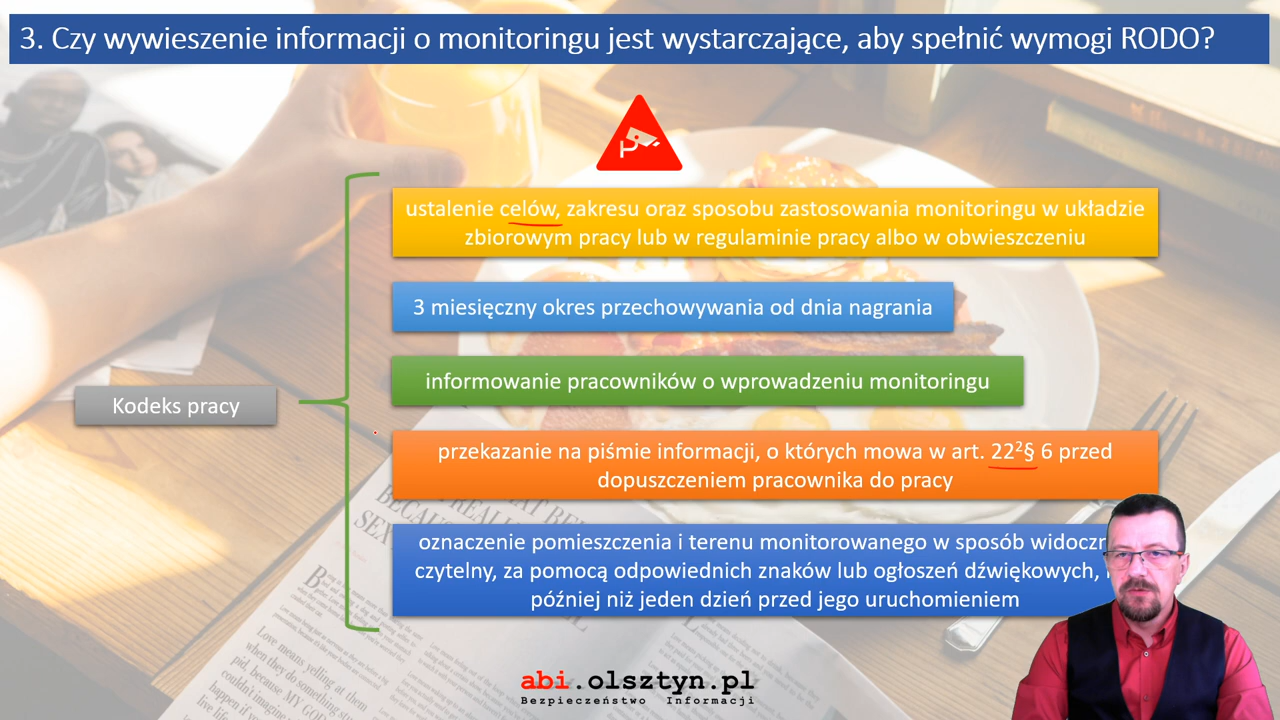 3. Czy wywieszenie informacji o monitoringu jest wystarczające, aby spełnić wymogi RODO?
ustalenie celów, zakresu oraz sposobu zastosowania monitoringu w układzie
zbiorowym pracy lub w regulaminie pracy albo w obwieszczeniu
3 miesięczny okres przechowywania od dnia nagrania
informowanie pracowników o wprowadzeniu monitoringu
Kodeks pracy
przekazanie na piśmie informacji, o których mowa w art. 22²§ 6 przed
dopuszczeniem pracownika do pracy
oznaczenie pomieszczenia i terenu monitorowanego w sposób
czytelny, za pomocą odpowiednich znaków lub ogłoszeń dźwiękowych,
później niż jeden dzień przed jego uruchomieniem
abi.olsztyn.pl
Bezpieczeństwo Informacji